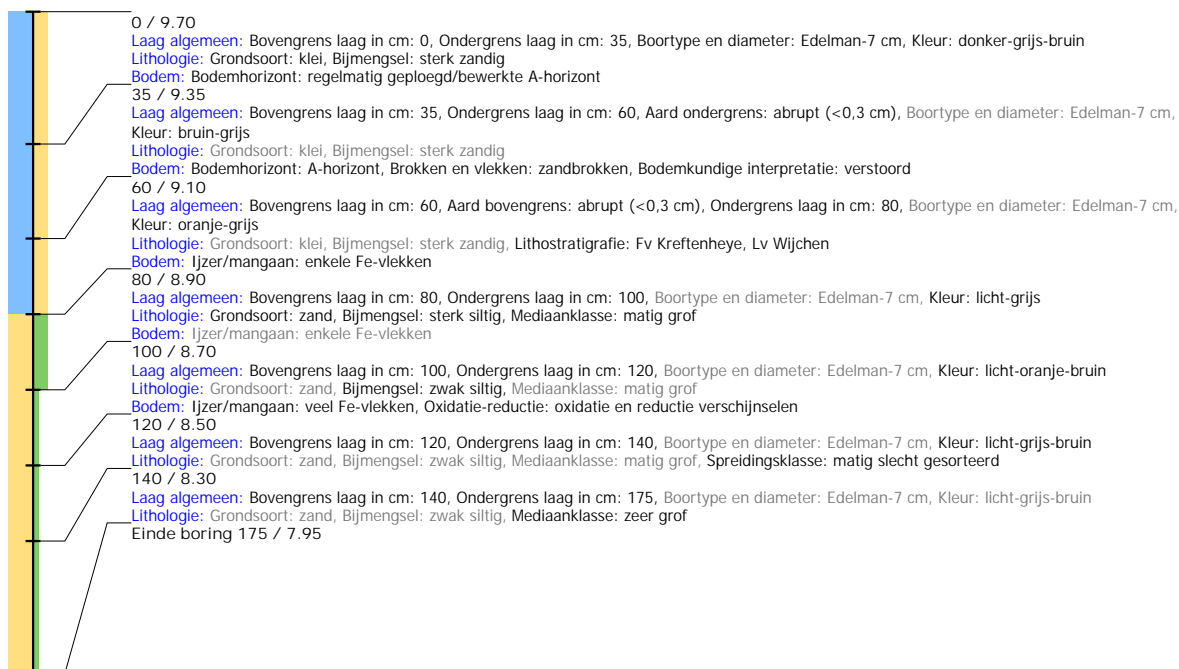 0 / 9.70
Laag algemeen: Bovengrens laag in cm: 0, Ondergrens laag in cm: 35, Boortype en diameter: Edelman-7 cm, Kleur: donker-grijs-bruin
Lithologie: Grondsoort: klei, Bijmengsel: sterk zandig
Bodem: Bodemhorizont: regelmatig geploegd/bewerkte A-horizont
35 / 9.35
Laag algemeen: Bovengrens laag in cm: 35, Ondergrens laag in cm: 60, Aard ondergrens: abrupt (<0,3 cm), Boortype en diameter: Edelman-7 cm,
Kleur: bruin-grijs
Lithologie: Grondsoort: klei, Bijmengsel: sterk zandig
Bodem: Bodemhorizont: A-horizont, Brokken en vlekken: zandbrokken, Bodemkundige interpretatie: verstoord
60 / 9.10
Laag algemeen: Bovengrens laag in cm: 60, Aard bovengrens: abrupt (<0,3 cm), Ondergrens laag in cm: 80, Boortype en diameter: Edelman-7 cm,
Kleur: oranje-grijs
Lithologie: Grondsoort: klei, Bijmengsel: sterk zandig, Lithostratigrafie: Fv Kreftenheye, Lv Wijchen
Bodem: Ijzer/mangaan: enkele Fe-vlekken
80 / 8.90
Laag algemeen: Bovengrens laag in cm: 80, Ondergrens laag in cm: 100, Boortype en diameter: Edelman-7 cm, Kleur: licht-grijs
Lithologie: Grondsoort: zand, Bijmengsel: sterk siltig, Mediaanklasse: matig grof
Bodem: Ijzer/mangaan: enkele Fe-vlekken
100 / 8.70
Laag algemeen: Bovengrens laag in cm: 100, Ondergrens laag in cm: 120, Boortype en diameter: Edelman-7 cm, Kleur: licht-oranje-bruin
Lithologie: Grondsoort: zand, Bijmengsel: zwak siltig, Mediaanklasse: matig grof
Bodem: Ijzer/mangaan: veel Fe-vlekken, Oxidatie-reductie: oxidatie en reductie verschijnselen
120 / 8.50
Laag algemeen: Bovengrens laag in cm: 120, Ondergrens laag in cm: 140, Boortype en diameter: Edelman-7 cm, Kleur: licht-grijs-bruin
Lithologie: Grondsoort: zand, Bijmengsel: zwak siltig, Mediaanklasse: matig grof, Spreidingsklasse: matig slecht gesorteerd
140 / 8.30
Laag algemeen: Bovengrens laag in cm: 140, Ondergrens laag in cm: 175, Boortype en diameter: Edelman-7 cm, Kleur: licht-grijs-bruin
Lithologie: Grondsoort: zand, Bijmengsel: zwak siltig, Mediaanklasse: zeer grof
Einde boring 175 / 7.95